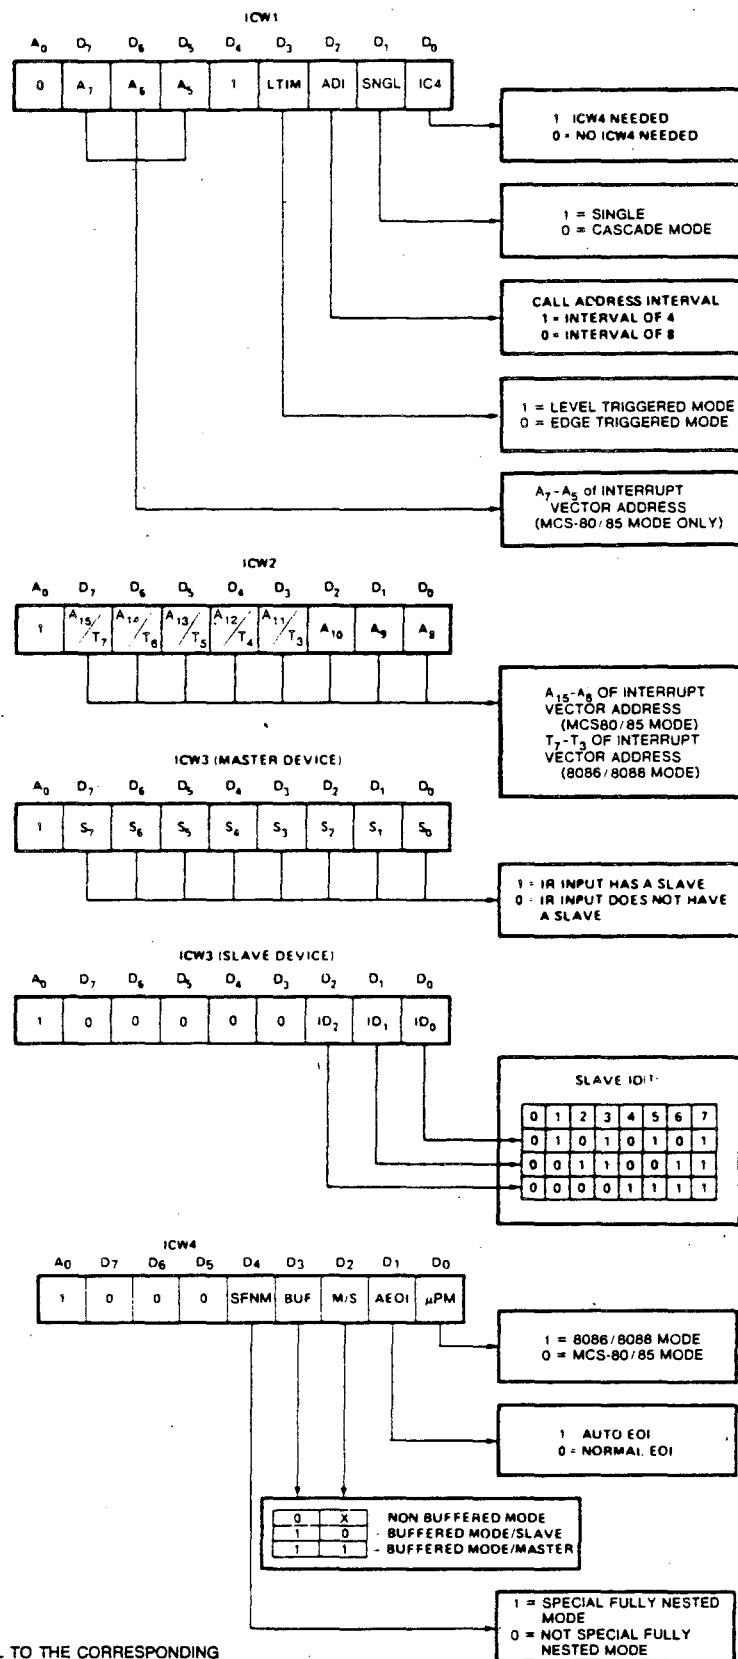 ICW1
A0 D7 D6 D5 D4 D3 D2 D1 D0
0 A7 A6 A5 1 LTIM ADI SNGL IC4
1 ICW4 NEEDED
0 = NO ICW4 NEEDED
1 = SINGLE
0 = CASCADE MODE
CALL ADDRESS INTERVAL
1 = INTERVAL OF 4
0 = INTERVAL OF 8
1 = LEVEL TRIGGERED MODE
0 = EDGE TRIGGERED MODE
A7-A5 of INTERRUPT
VECTOR ADDRESS
(MCS-80/85 MODE ONLY)
ICW2
A0 D7 D6 D5 D4 D3 D2 D1 D0
1 A15/T7 A14/T6 A13/T5 A12/T4 A11/T3 A10 A9 A8
A15-A8 OF INTERRUPT
VECTOR ADDRESS
(MCS80/85 MODE)
T7-T3 OF INTERRUPT
VECTOR ADDRESS
(8086/8088 MODE)
ICW3 (MASTER DEVICE)
A0 D7 D6 D5 D4 D3 D2 D1 D0
1 S7 S6 S5 S4 S3 S2 S1 S0
1 = IR INPUT HAS A SLAVE
0 = IR INPUT DOES NOT HAVE
A SLAVE
ICW3 (SLAVE DEVICE)
A0 D7 D6 D5 D4 D3 D2 D1 D0
1 0 0 0 0 0 ID2 ID1 ID0
SLAVE ID(1)
0 1 2 3 4 5 6 7
0 1 0 1 0 1 0 1
0 0 1 1 0 0 1 1
0 0 0 0 1 1 1 1
ICW4
A0 D7 D6 D5 D4 D3 D2 D1 D0
1 0 0 0 SFNM BUF M/S AEOI µPM
1 = 8086/8088 MODE
0 = MCS-80/85 MODE
1 AUTO EOI
0 = NORMAL EOI
0 X NON BUFFERED MODE
1 0 - BUFFERED MODE/SLAVE
1 1 - BUFFERED MODE/MASTER
1 = SPECIAL FULLY NESTED
MODE
0 = NOT SPECIAL FULLY
NESTED MODE
TO THE CORRESPONDING